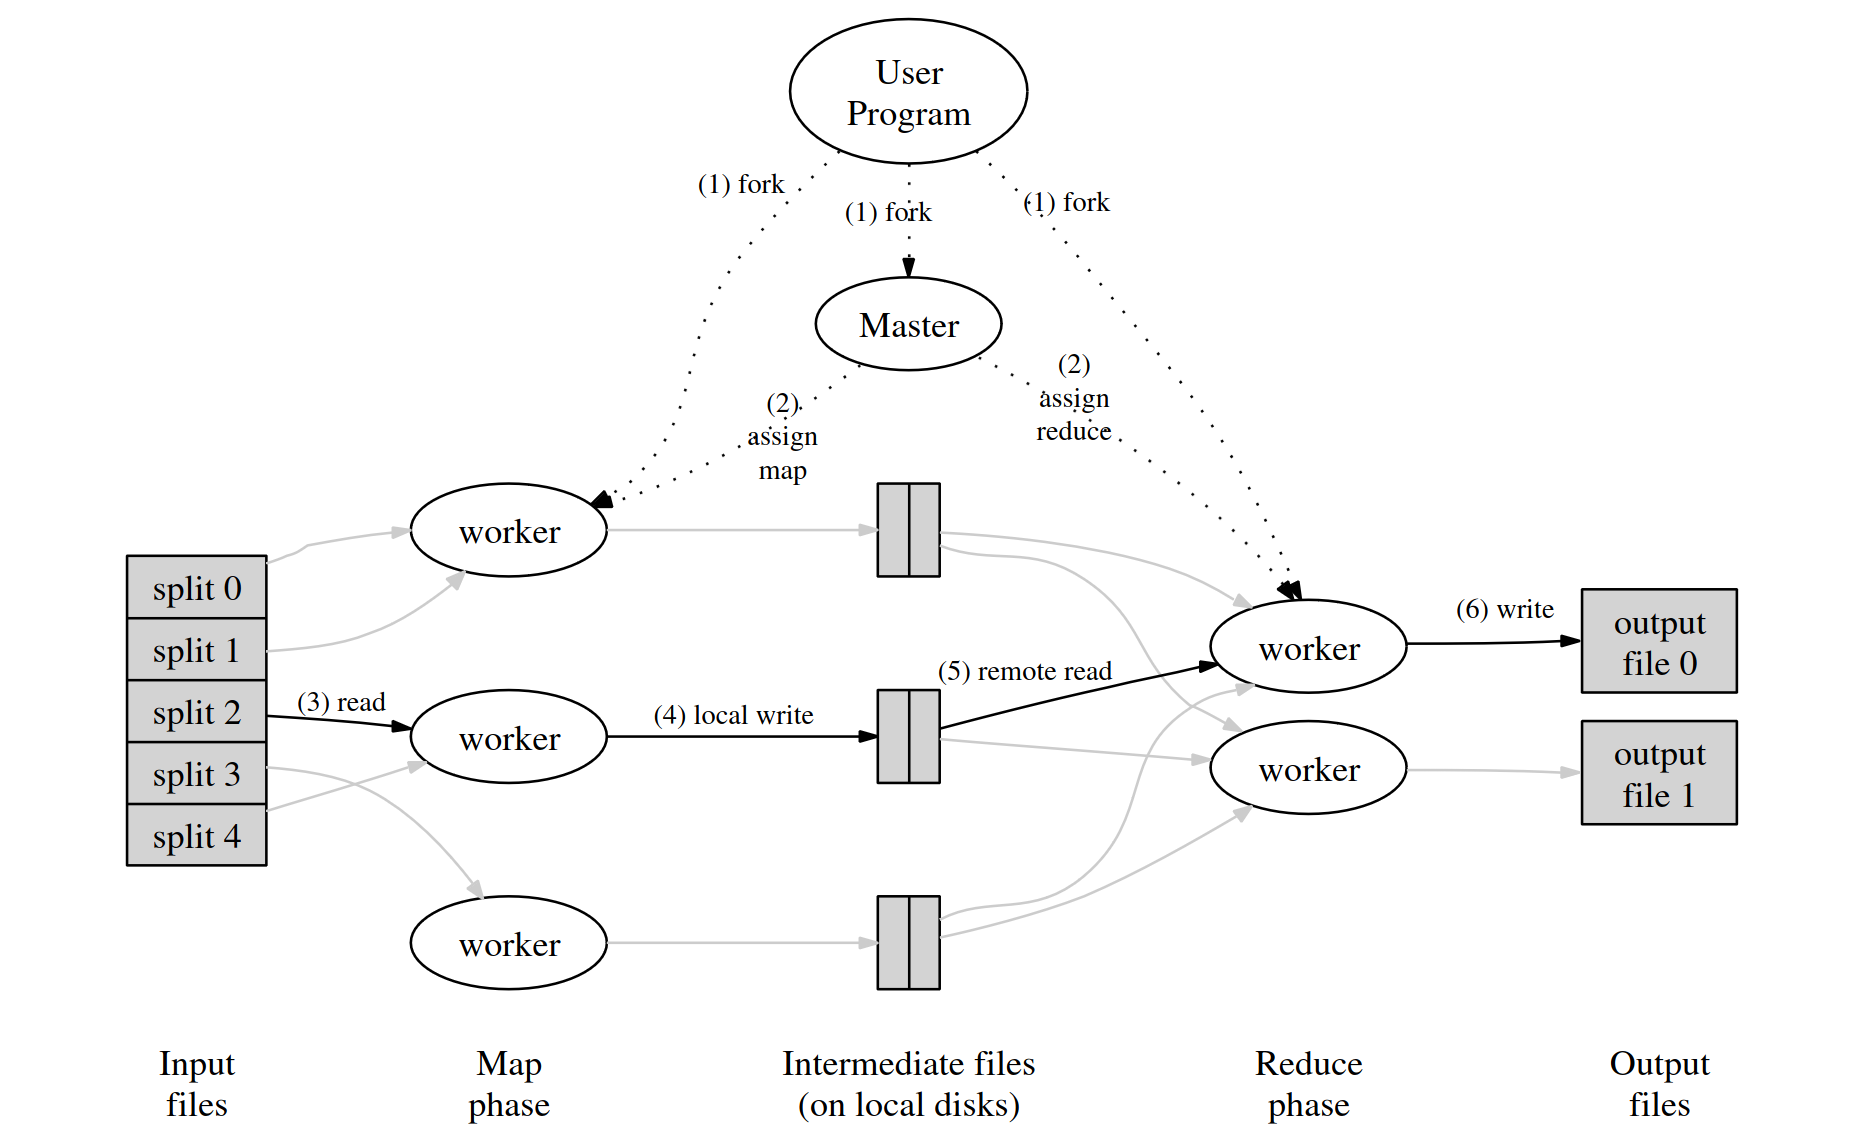 User
Program
(1) fork
(1) fork
(1) fork
Master
(2)
assign
map
(2)
assign
reduce
worker
split 0
split 1
split 2
split 3
split 4
(3) read
worker
(4) local write
worker
(5) remote read
worker
worker
(6) write
output
file 0
output
file 1
Input
files
Map
phase
Intermediate files
(on local disks)
Reduce
phase
Output
files